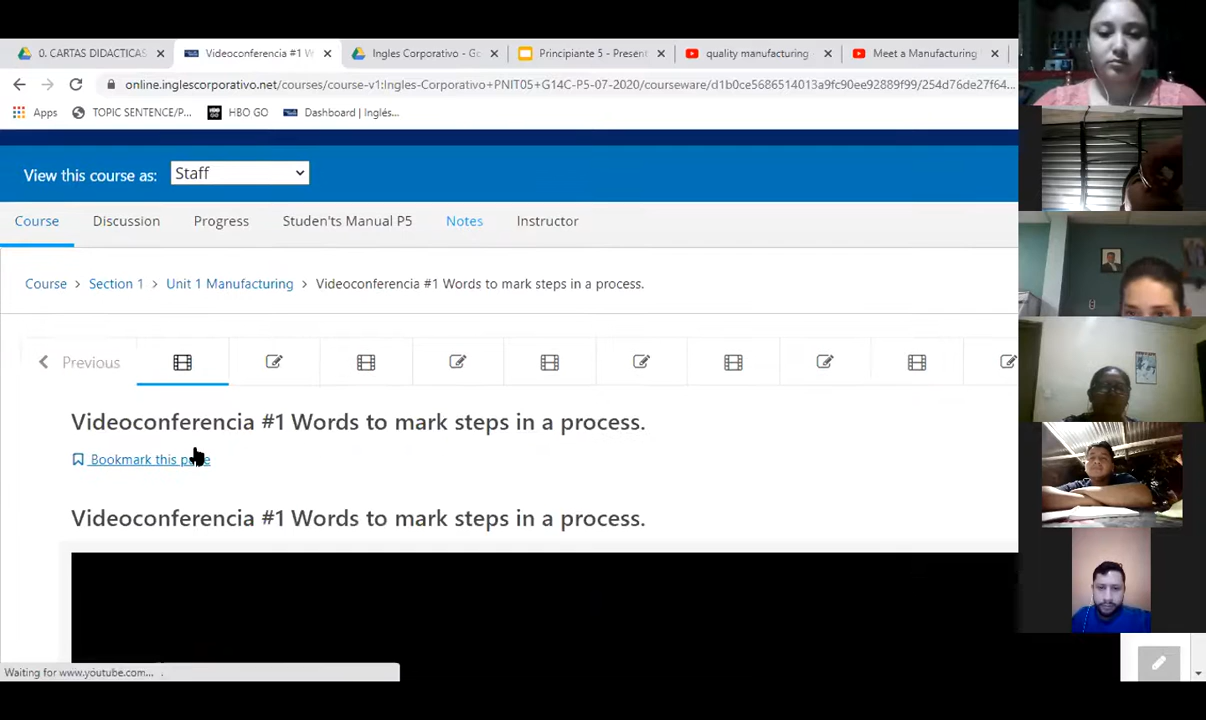 0. CARTAS DIDACTICAS
Videoconferencia #1 W
Ingles Corporativo - Go
Principiante 5 - Present
quality manufacturing
Meet a Manufacturing
online.inglescorporativo.net/courses/course-v1:Ingles-Corporativo+PNIT05+G14C-P5-07-2020/courseware/d1b0ce5686514013a9fc90ee92889f99/254d76de27f64...
Apps
TOPIC SENTENCE/P...
HBO GO
Dashboard | Inglés...
View this course as:
Staff
Course
Discussion
Progress
Studen'ts Manual P5
Notes
Instructor
Course > Section 1 > Unit 1 Manufacturing > Videoconferencia #1 Words to mark steps in a process.
Previous
Videoconferencia #1 Words to mark steps in a process.
Bookmark this page
Videoconferencia #1 Words to mark steps in a process.
Waiting for www.youtube.com...